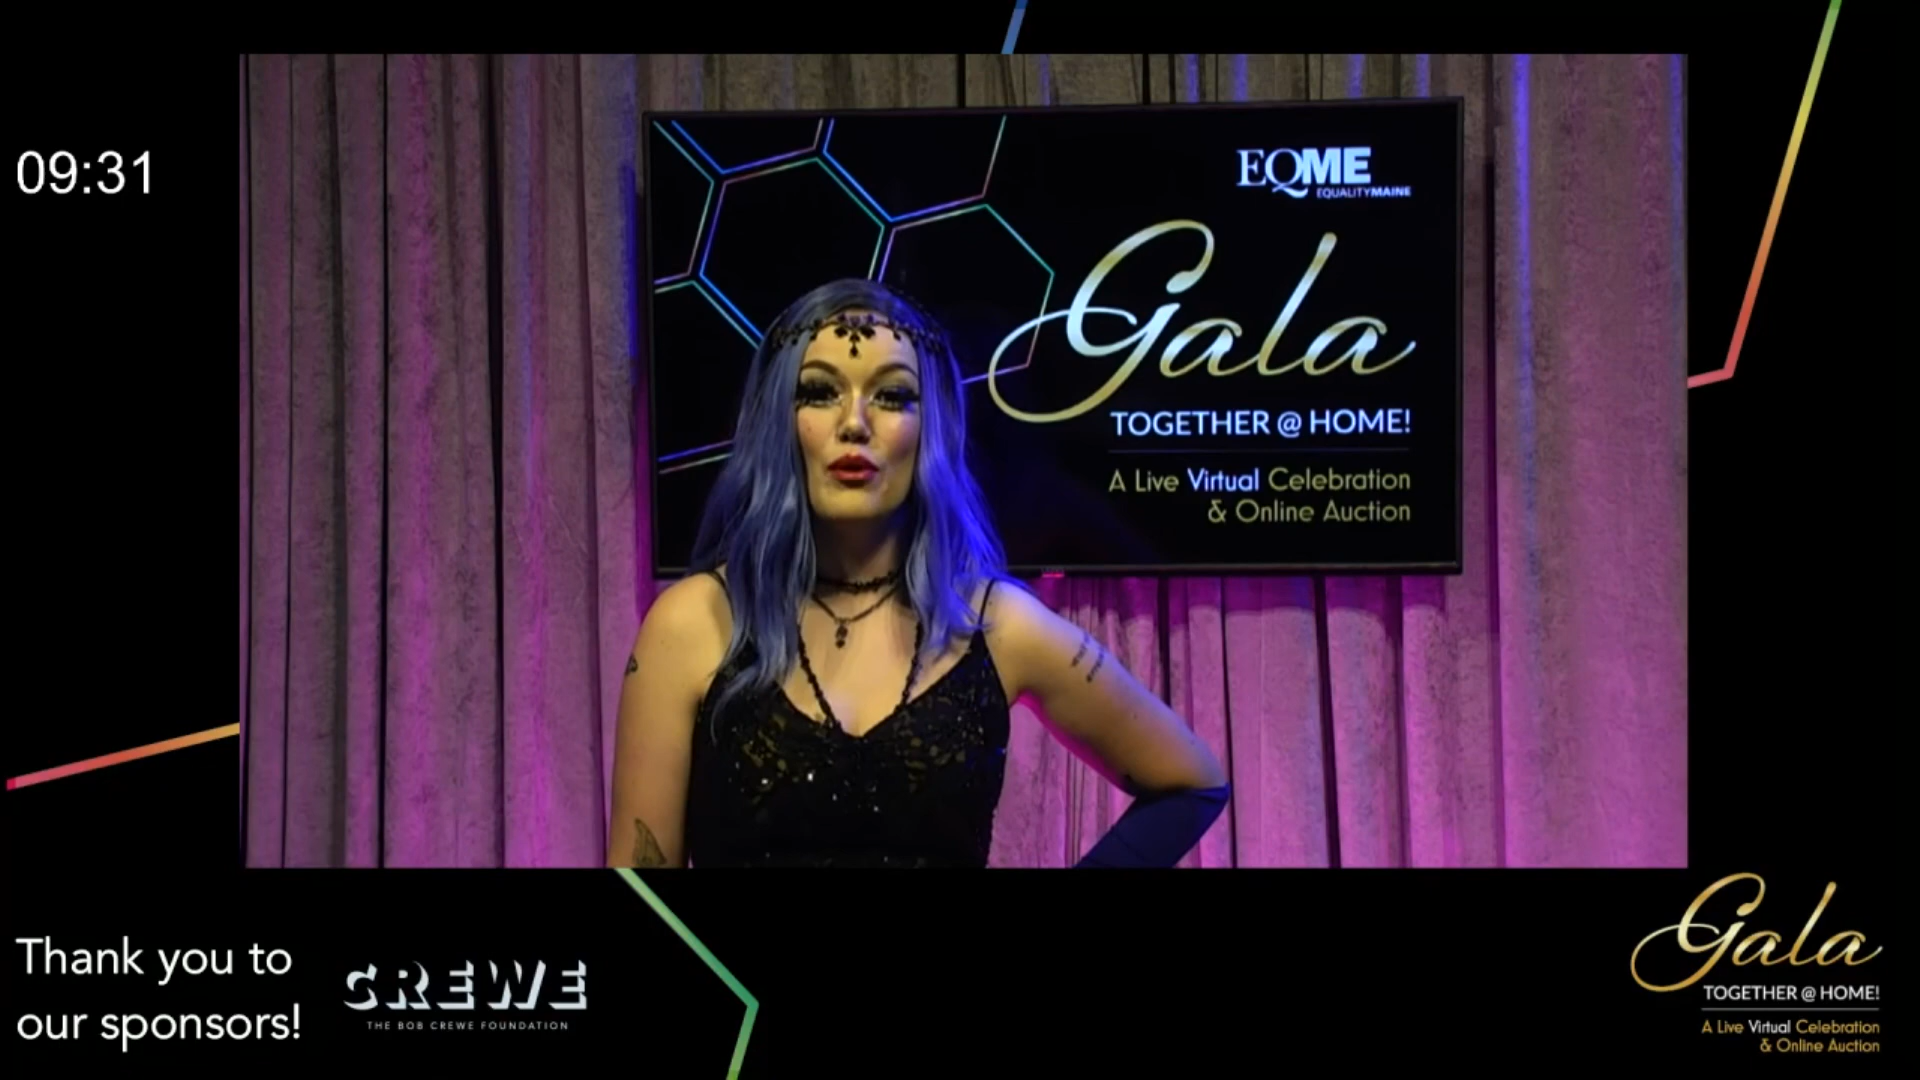 09:31
EQME
EQUALITYMAINE
Gala
TOGETHER @ HOME!
A Live Virtual Celebration
& Online Auction
Thank you to
our sponsors!
CREWE
THE BOB CREWE FOUNDATION
Gala
TOGETHER @ HOME!
A Live Virtual Celebration
& Online Auction